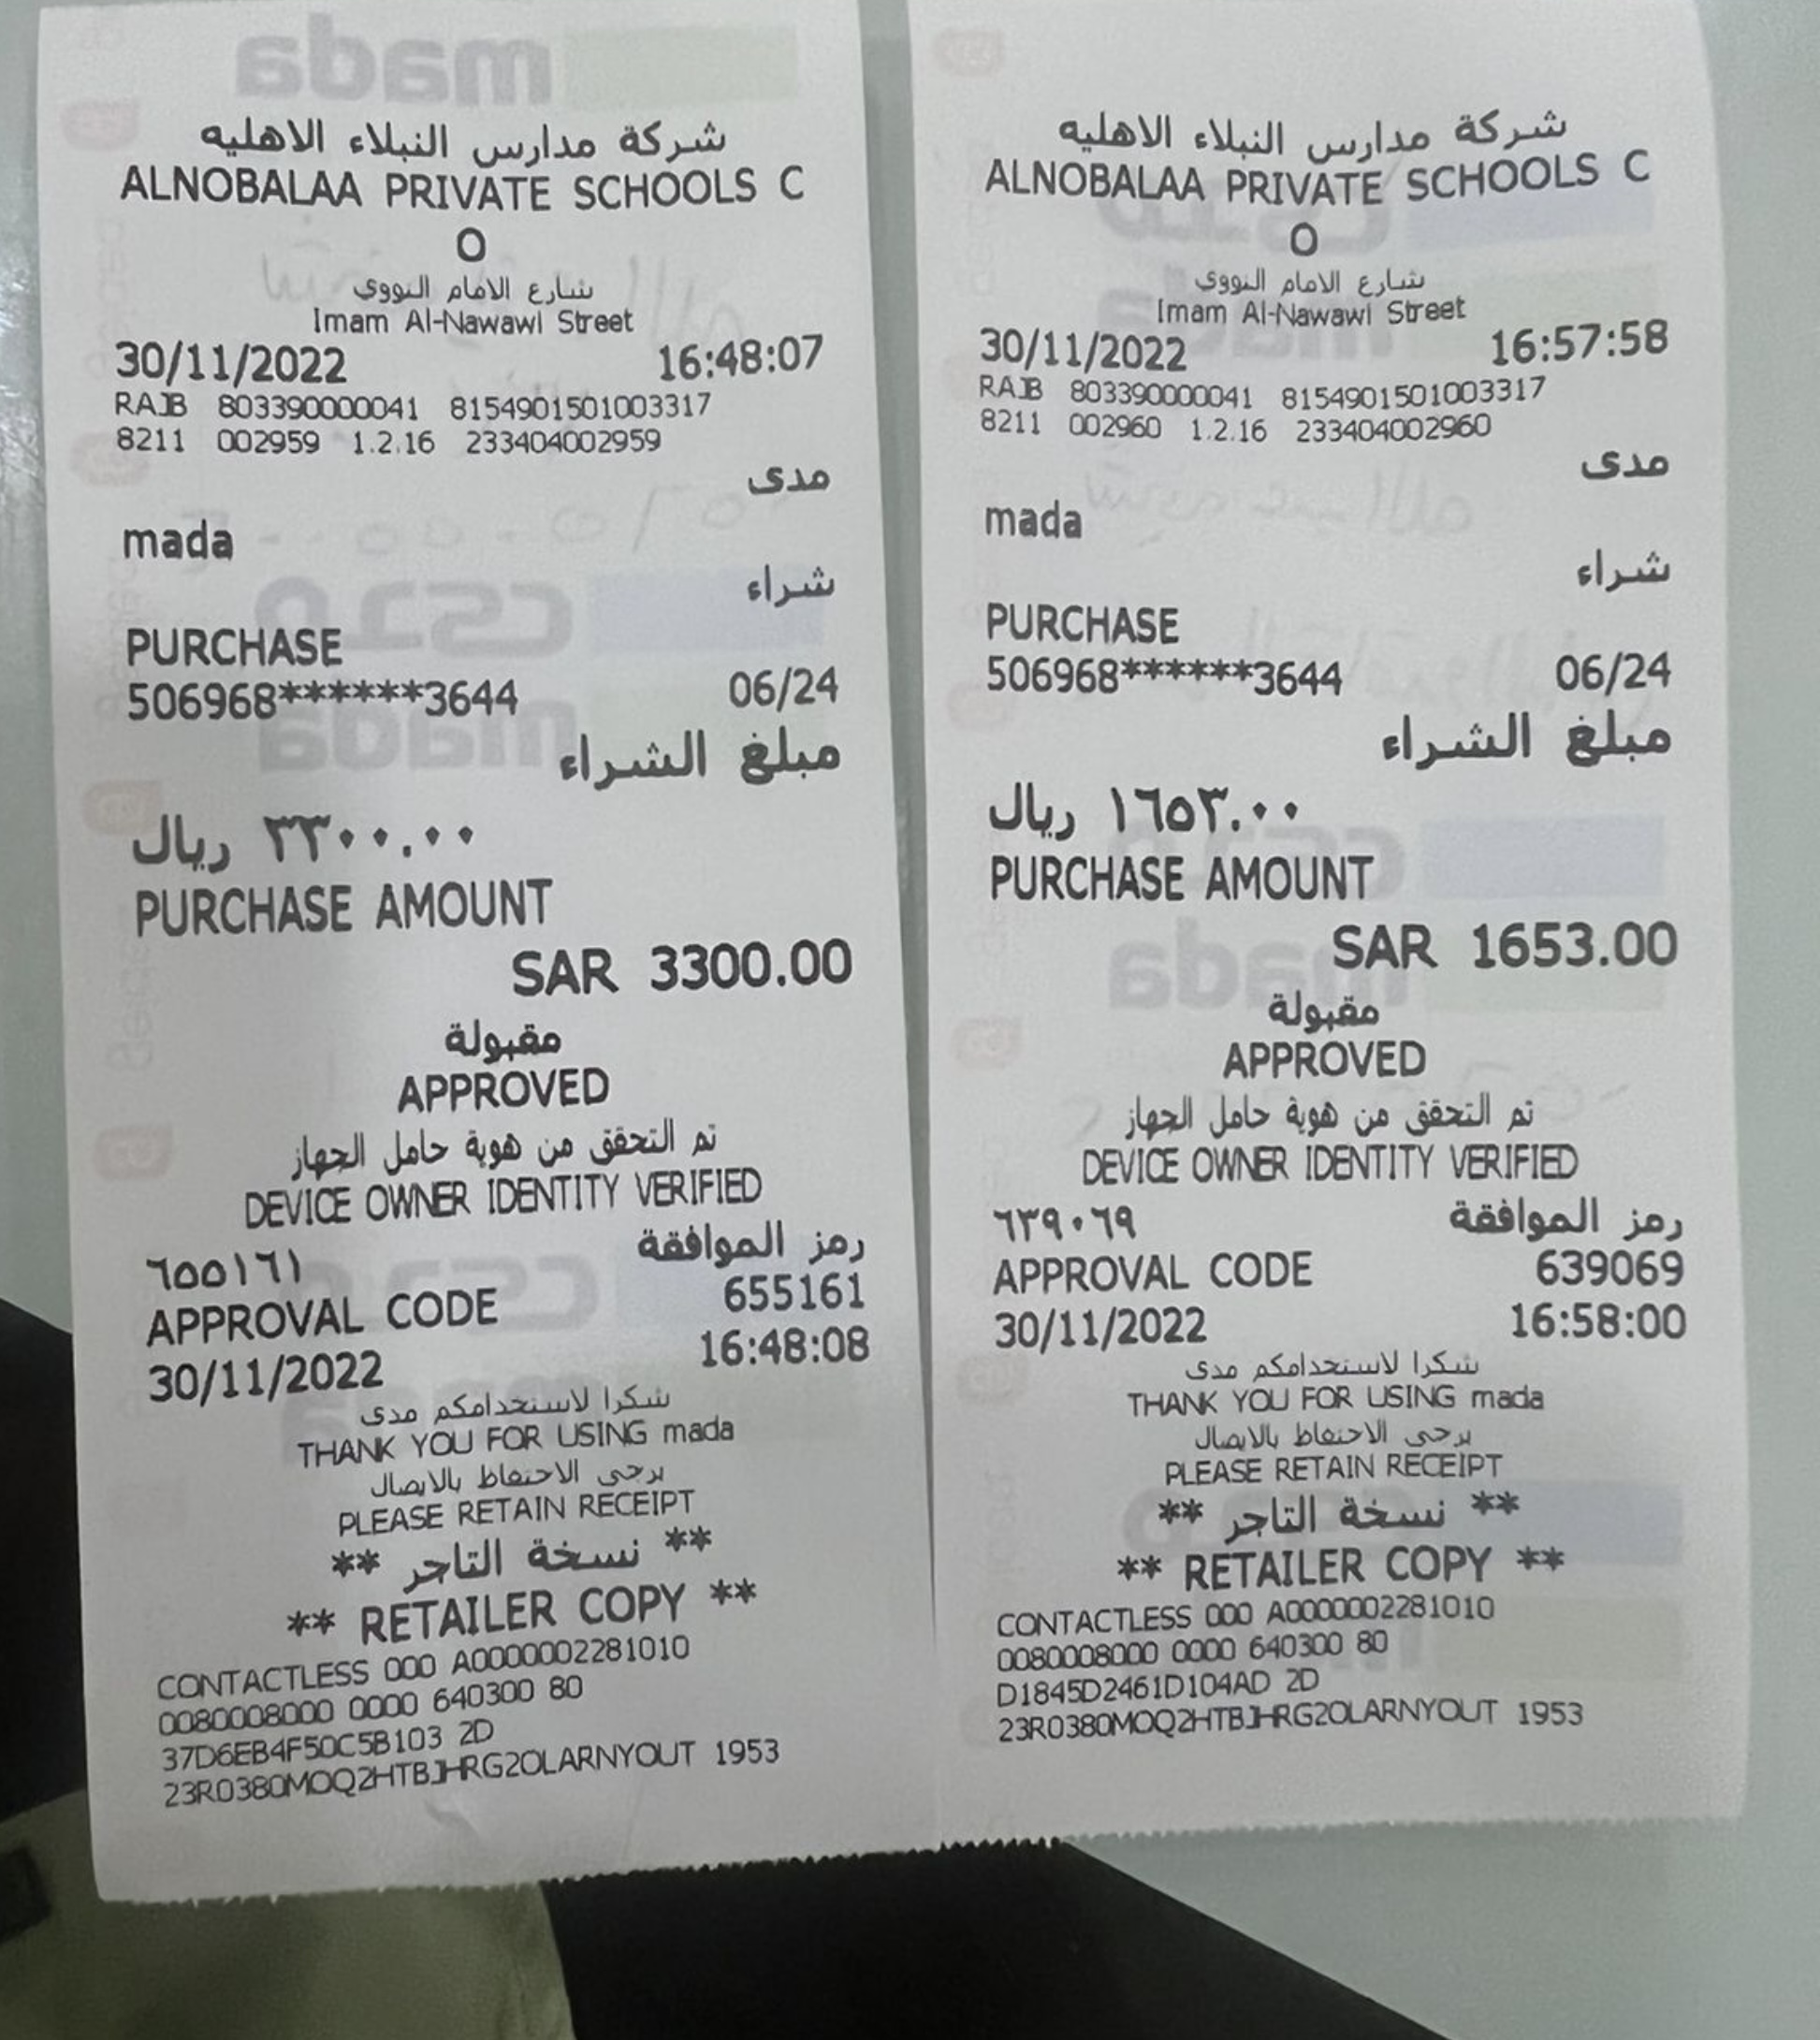 mada
شركة مدارس النبلاء الاهليه
ALNOBALAA PRIVATE SCHOOLS C
O
شارع الامام النووي
Imam Al-Nawawi Street
30/11/2022 16:48:07
RAJB 803390000041 8154901501003317
8211 002959 1.2.16 233404002959
مدى
mada
شراء
PURCHASE
506968******3644 06/24
مبلغ الشراء
٣٣٠٠.٠٠ ريال
PURCHASE AMOUNT
SAR 3300.00
مقبولة
APPROVED
تم التحقق من هوية حامل الجهاز
DEVICE OWNER IDENTITY VERIFIED
رمز الموافقة ٦٥٥١٦١
APPROVAL CODE 655161
30/11/2022 16:48:08
شكرا لاستخدامكم مدى
THANK YOU FOR USING mada
يرجى الاحتفاظ بالايصال
PLEASE RETAIN RECEIPT
** نسخة التاجر **
** RETAILER COPY **
CONTACTLESS 000 A0000002281010
0080008000 0000 640300 80
37D6EB4F50C5B103 2D
23R0380MOQ2HTBJHRG2OLARNYOUT 1953
شركة مدارس النبلاء الاهليه
ALNOBALAA PRIVATE SCHOOLS C
O
شارع الامام النووي
Imam Al-Nawawi Street
30/11/2022 16:57:58
RAJB 803390000041 8154901501003317
8211 002960 1.2.16 233404002960
مدى
mada
شراء
PURCHASE
506968******3644 06/24
مبلغ الشراء
١٦٥٣.٠٠ ريال
PURCHASE AMOUNT
SAR 1653.00
مقبولة
APPROVED
تم التحقق من هوية حامل الجهاز
DEVICE OWNER IDENTITY VERIFIED
رمز الموافقة ٦٣٩٠٦٩
APPROVAL CODE 639069
30/11/2022 16:58:00
شكرا لاستخدامكم مدى
THANK YOU FOR USING mada
يرجى الاحتفاظ بالايصال
PLEASE RETAIN RECEIPT
** نسخة التاجر **
** RETAILER COPY **
CONTACTLESS 000 A0000002281010
0080008000 0000 640300 80
D1845D2461D104AD 2D
23R0380MOQ2HTBJHRG2OLARNYOUT 1953